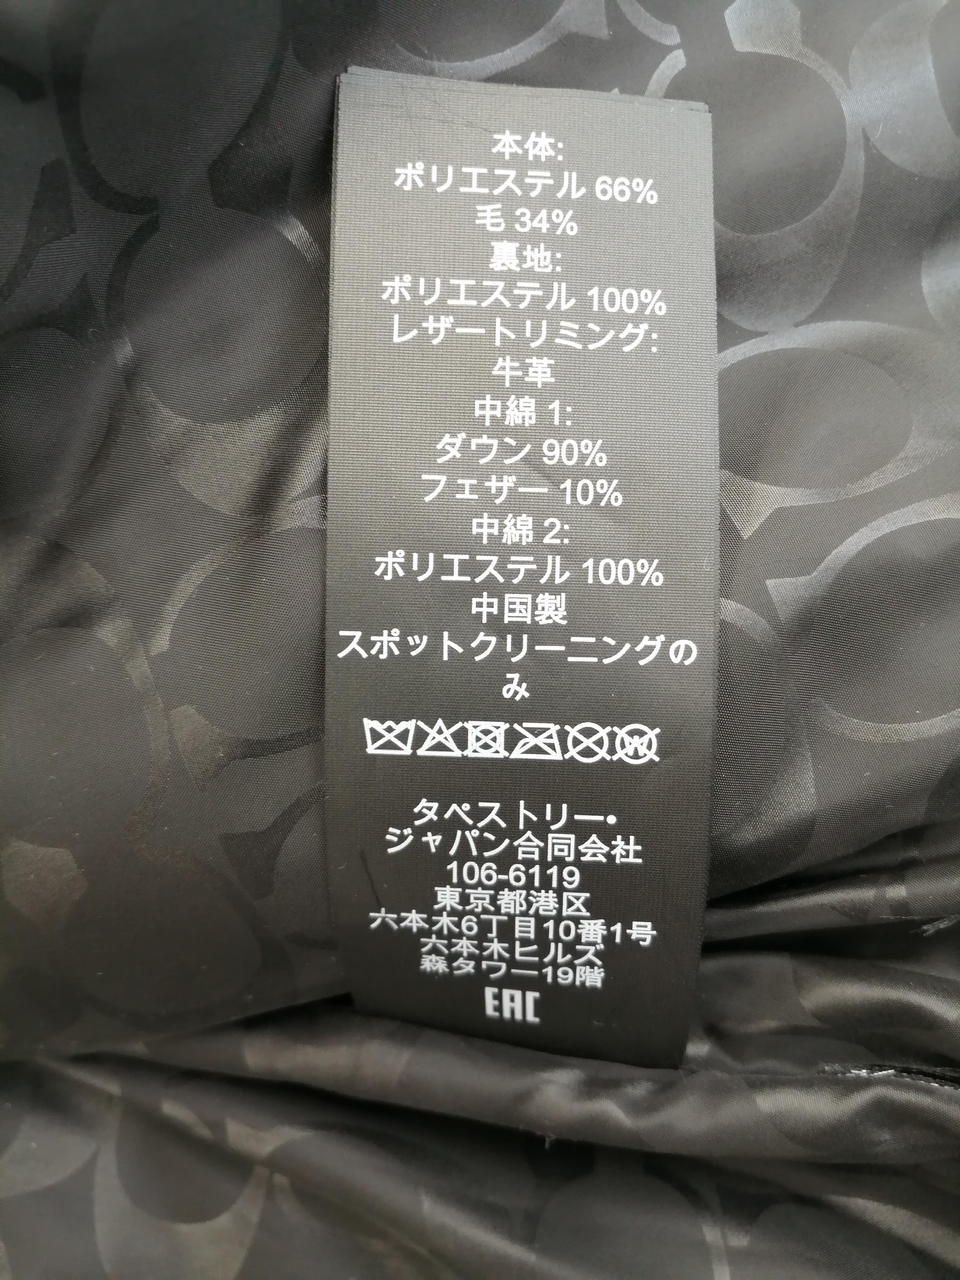 本体:
ポリエステル 66%
毛 34%
裏地:
ポリエステル 100%
レザートリミング:
牛革
中綿 1:
ダウン 90%
フェザー 10%
中綿 2:
ポリエステル 100%
中国製
スポットクリーニングの
み
W
タペストリー•
ジャパン合同会社
106-6119
東京都港区
六本木6丁目10番1号
六本木ヒルズ
森タワー19階
EAC